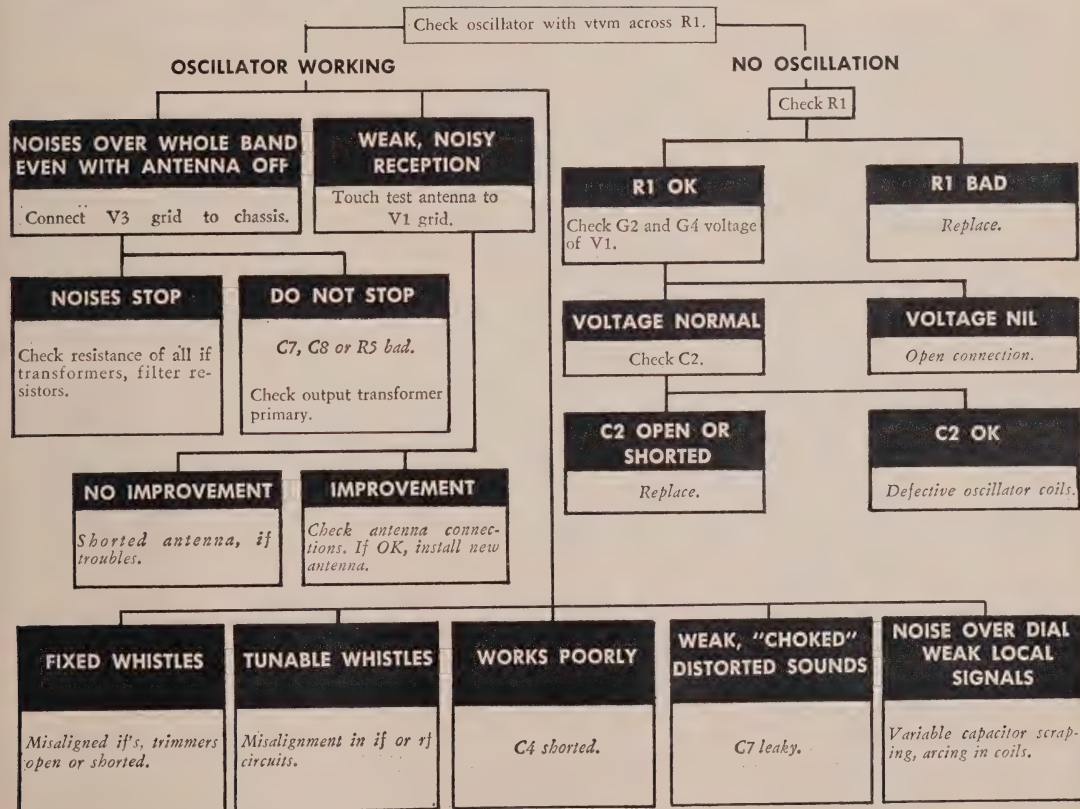 Check oscillator with vtvm across R1.
OSCILLATOR WORKING
NO OSCILLATION
Check R1
NOISES OVER WHOLE BAND
EVEN WITH ANTENNA OFF
Connect V3 grid to chassis.
WEAK, NOISY
RECEPTION
Touch test antenna to
V1 grid.
R1 OK
Check G2 and G4 voltage
of V1.
R1 BAD
Replace.
NOISES STOP
Check resistance of all if
transformers, filter re-
sistors.
DO NOT STOP
C7, C8 or R5 bad.
Check output transformer
primary.
VOLTAGE NORMAL
Check C2.
VOLTAGE NIL
Open connection.
C2 OPEN OR
SHORTED
Replace.
C2 OK
Defective oscillator coils.
NO IMPROVEMENT
Shorted antenna, if
troubles.
IMPROVEMENT
Check antenna connec-
tions. If OK, install new
antenna.
FIXED WHISTLES
Misaligned if's, trimmers
open or shorted.
TUNABLE WHISTLES
Misalignment in if or rf
circuits.
WORKS POORLY
C4 shorted.
WEAK, "CHOKED"
DISTORTED SOUNDS
C7 leaky.
NOISE OVER DIAL
WEAK LOCAL
SIGNALS
Variable capacitor scrap-
ing, arcing in coils.